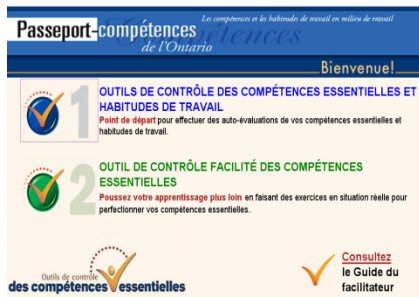 Passeport-compétences
de l'Ontario
Les compétences et les habitudes de travail en milieu de travail
Bienvenue!
1
OUTILS DE CONTRÔLE DES COMPÉTENCES ESSENTIELLES ET
HABITUDES DE TRAVAIL
Point de départ pour effectuer des auto-évaluations de vos compétences essentielles et
habitudes de travail.
2
OUTIL DE CONTRÔLE FACILITÉ DES COMPÉTENCES
ESSENTIELLES
Poussez votre apprentissage plus loin en faisant des exercices en situation réelle pour
perfectionner vos compétences essentielles.
Outils de contrôle
des compétences essentielles
Consultez
le Guide du
facilitateur